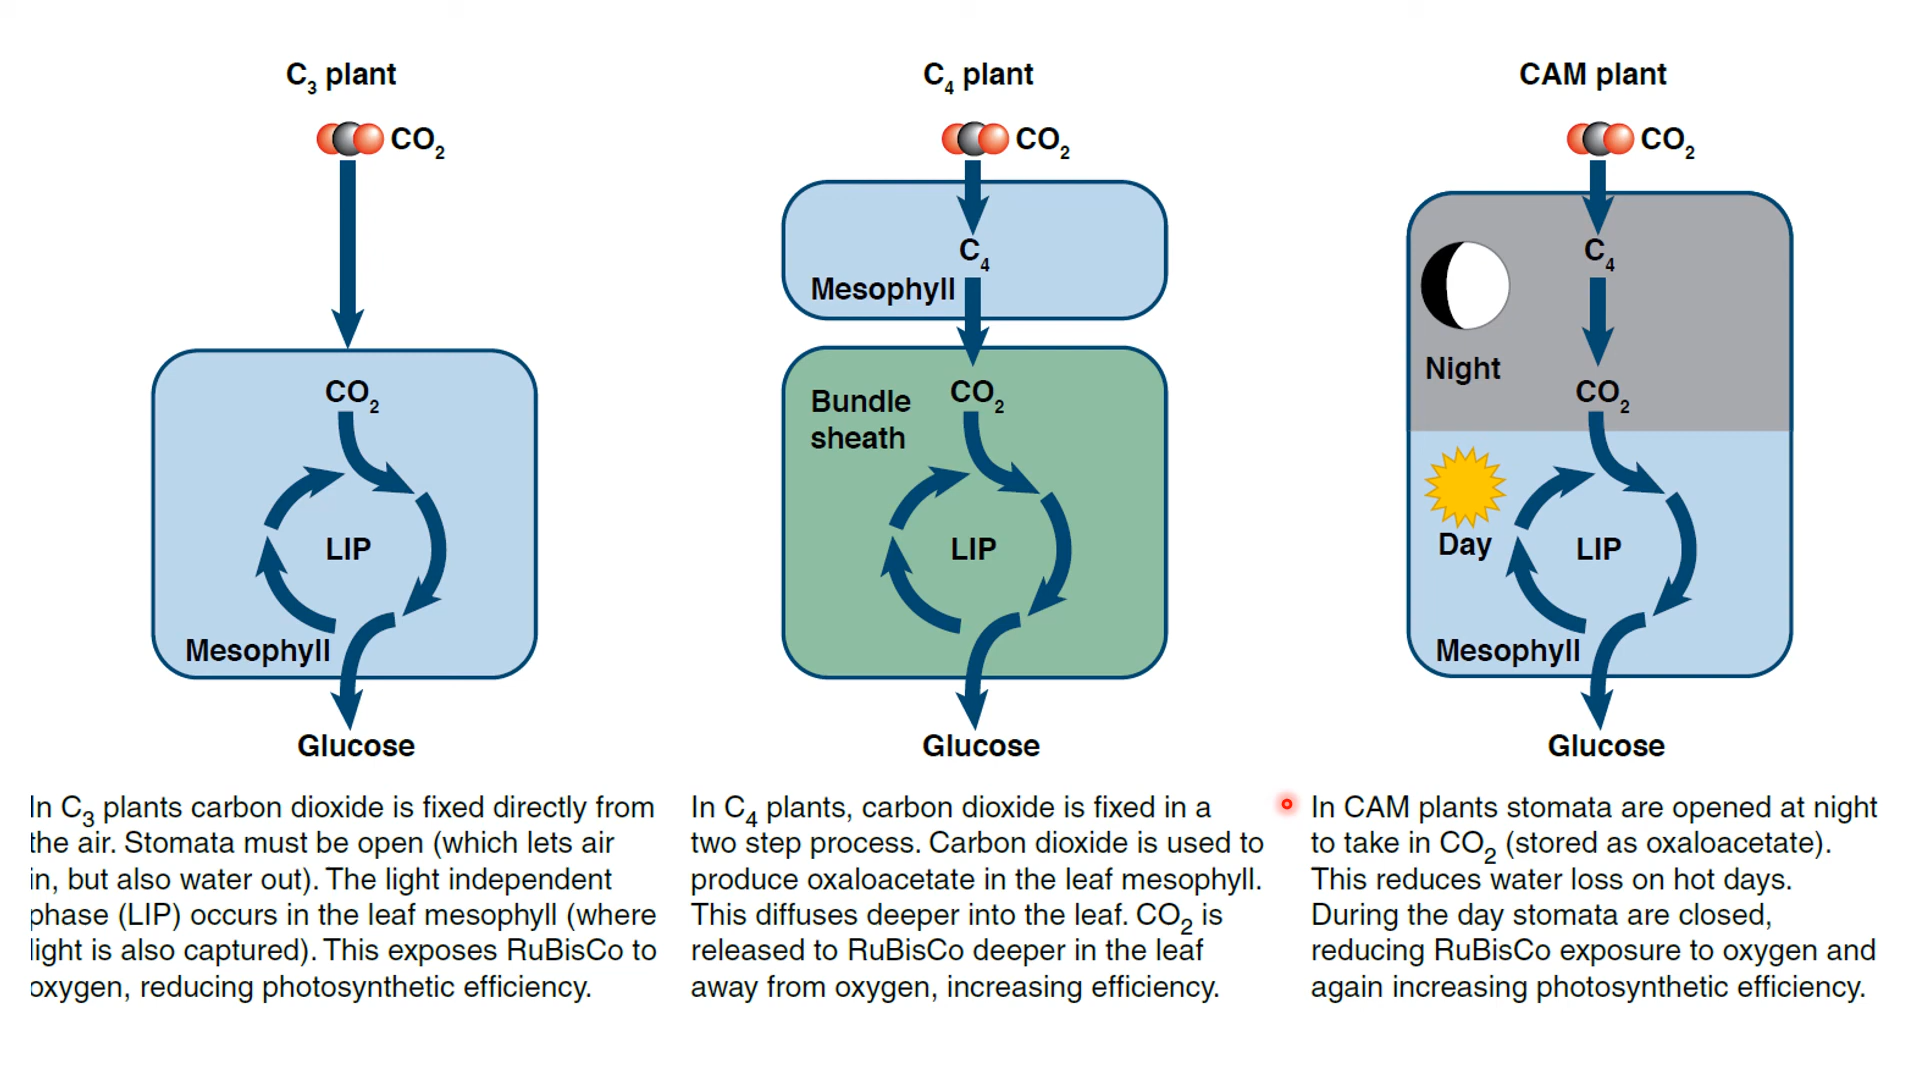 C3 plant
CO2
CO2
LIP
Mesophyll
Glucose
In C3 plants carbon dioxide is fixed directly from
the air. Stomata must be open (which lets air
in, but also water out). The light independent
phase (LIP) occurs in the leaf mesophyll (where
light is also captured). This exposes RuBisCo to
oxygen, reducing photosynthetic efficiency.
C4 plant
CO2
C4
Mesophyll
Bundle
sheath
CO2
LIP
Glucose
In C4 plants, carbon dioxide is fixed in a
two step process. Carbon dioxide is used to
produce oxaloacetate in the leaf mesophyll.
This diffuses deeper into the leaf. CO2 is
released to RuBisCo deeper in the leaf
away from oxygen, increasing efficiency.
CAM plant
CO2
C4
Night
CO2
Day
LIP
Mesophyll
Glucose
In CAM plants stomata are opened at night
to take in CO2 (stored as oxaloacetate).
This reduces water loss on hot days.
During the day stomata are closed,
reducing RuBisCo exposure to oxygen and
again increasing photosynthetic efficiency.